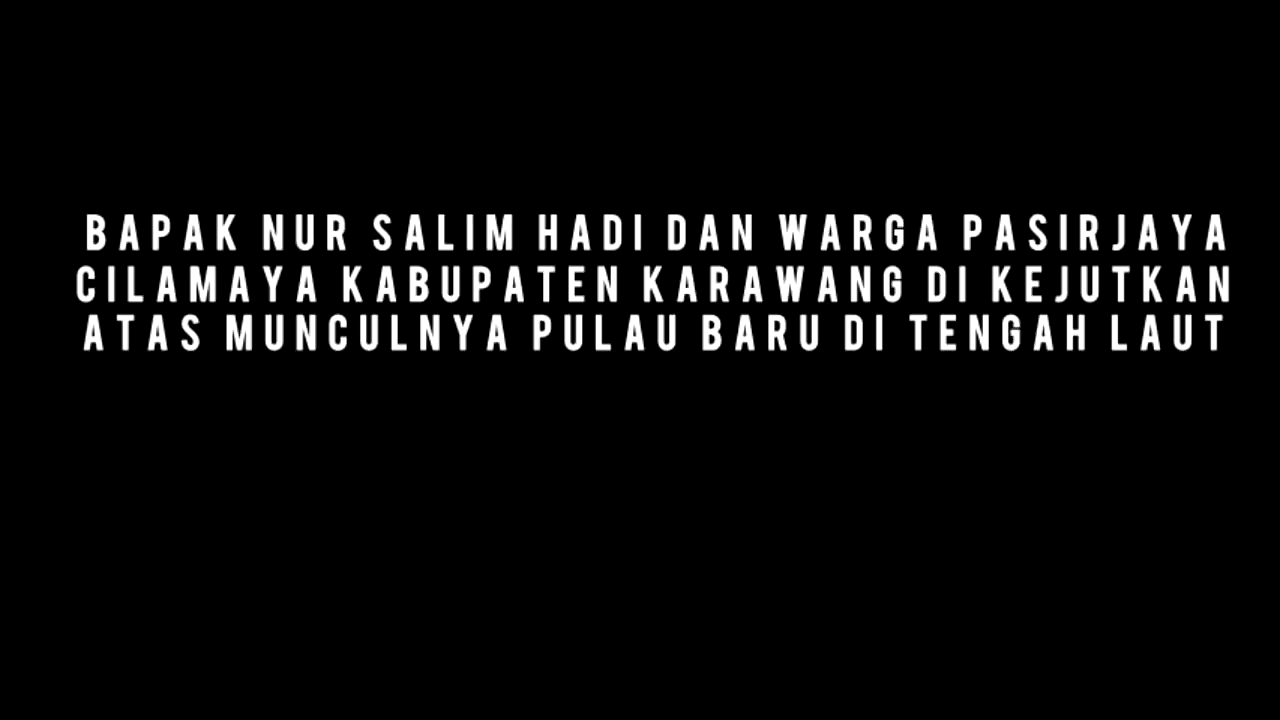 BAPAK NUR SALIM HADI DAN WARGA PASIRJAYA
CILAMAYA KABUPATEN KARAWANG DI KEJUTKAN
ATAS MUNCULNYA PULAU BARU DI TENGAH LAUT